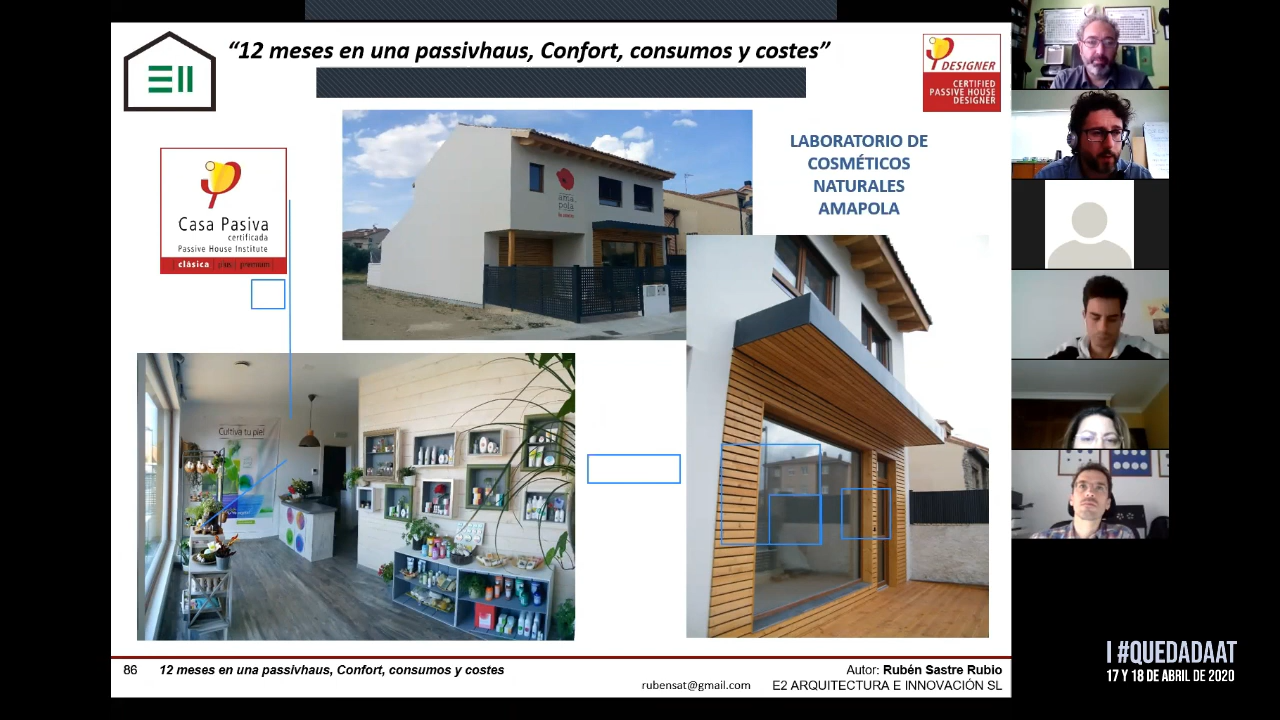 “12 meses en una passivhaus, Confort, consumos y costes”
DESIGNER
CERTIFIED
PASSIVE HOUSE
DESIGNER
LABORATORIO DE
COSMÉTICOS
NATURALES
AMAPOLA
Casa Pasiva
certificada
Passive House Institute
clásica | plus | premium
ama
pola
Cultiva tu piel
86 12 meses en una passivhaus, Confort, consumos y costes
Autor: Rubén Sastre Rubio
rubensat@gmail.com E2 ARQUITECTURA E INNOVACIÓN SL
I #QUEDADAAT
17 Y 18 DE ABRIL DE 2020